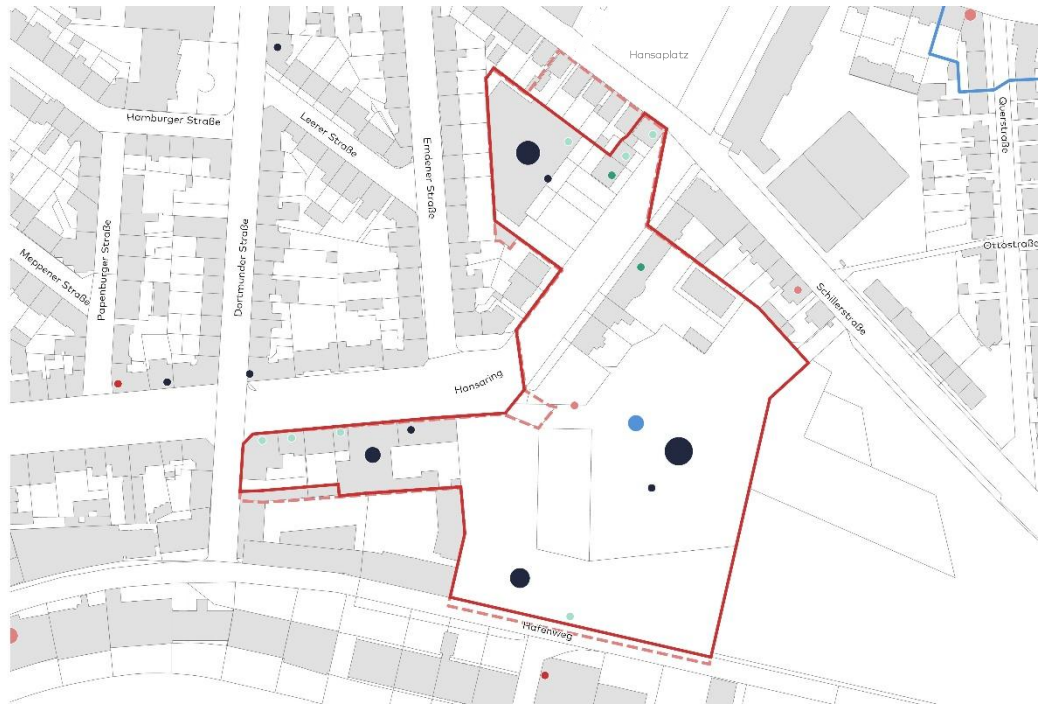 Hansaplatz
Hamburger Straße
Leerer Straße
Emdener Straße
Querstraße
Ottostraße
Meppener Straße
Papenburger Straße
Dortmunder Straße
Schillerstraße
Hansaring
Hafenweg